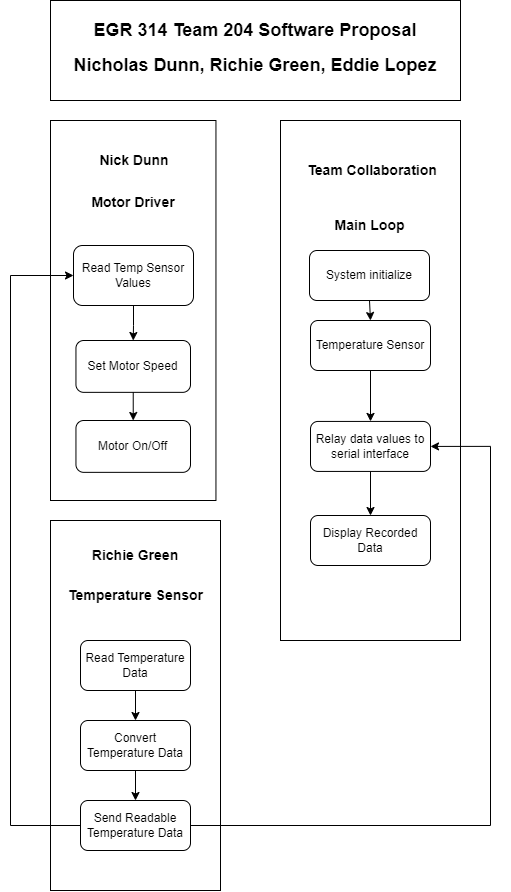 EGR 314 Team 204 Software Proposal
Nicholas Dunn, Richie Green, Eddie Lopez
Nick Dunn
Motor Driver
Read Temp Sensor
Values
Set Motor Speed
Motor On/Off
Team Collaboration
Main Loop
System initialize
Temperature Sensor
Relay data values to
serial interface
Display Recorded
Data
Richie Green
Temperature Sensor
Read Temperature
Data
Convert
Temperature Data
Send Readable
Temperature Data